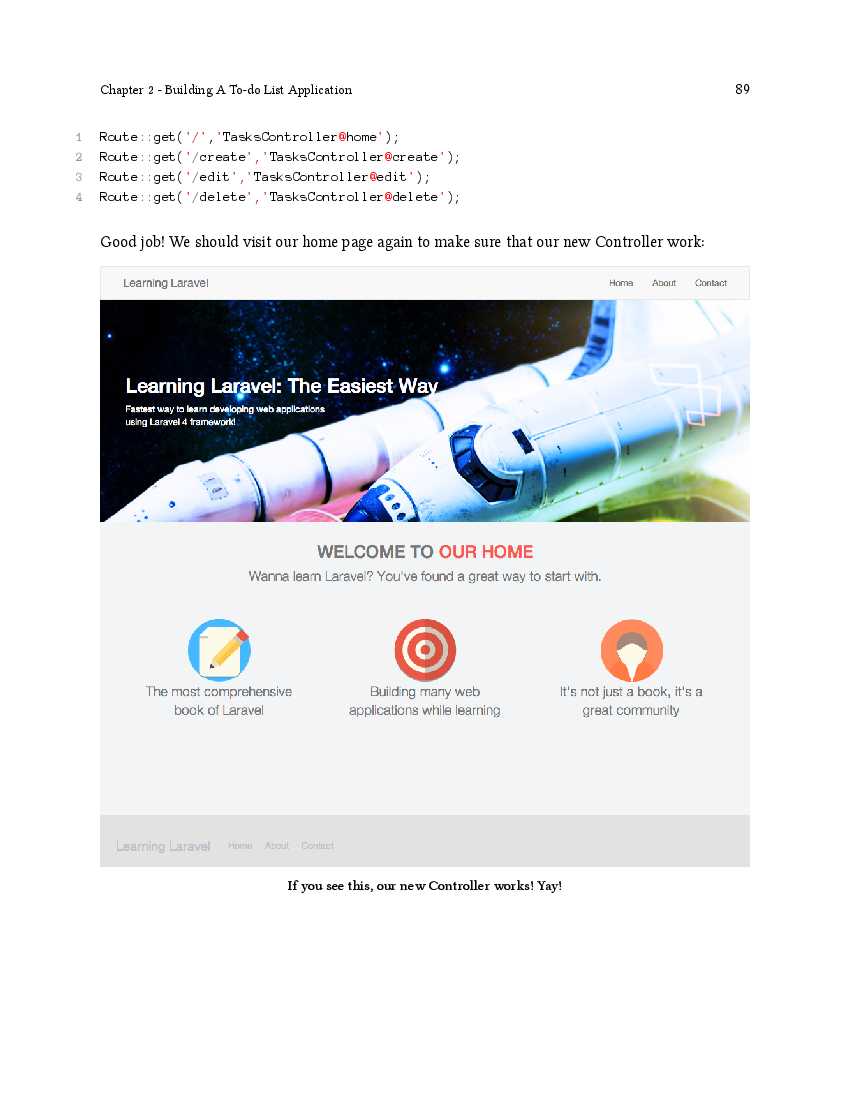 Chapter 2 - Building A To-do List Application 89
1 Route::get('/','TasksController@home');
2 Route::get('/create','TasksController@create');
3 Route::get('/edit','TasksController@edit');
4 Route::get('/delete','TasksController@delete');
Good job! We should visit our home page again to make sure that our new Controller work:
Learning Laravel Home About Contact
Learning Laravel: The Easiest Way
Fastest way to learn developing web applications
using Laravel 4 framework!
WELCOME TO OUR HOME
Wanna learn Laravel? You've found a great way to start with.
The most comprehensive
book of Laravel
Building many web
applications while learning
It's not just a book, it's a
great community
Learning Laravel Home About Contact
If you see this, our new Controller works! Yay!